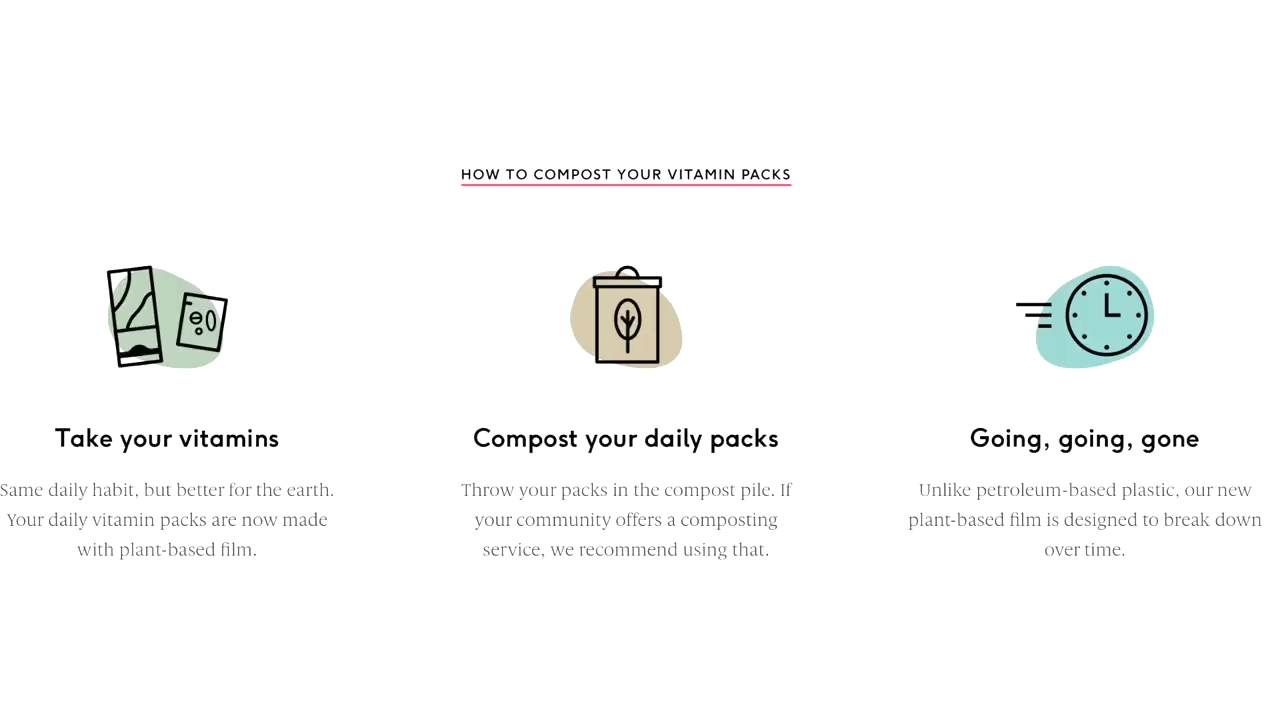 HOW TO COMPOST YOUR VITAMIN PACKS
Take your vitamins
Same daily habit, but better for the earth.
Your daily vitamin packs are now made
with plant-based film.
Compost your daily packs
Throw your packs in the compost pile. If
your community offers a composting
service, we recommend using that.
Going, going, gone
Unlike petroleum-based plastic, our new
plant-based film is designed to break down
over time.